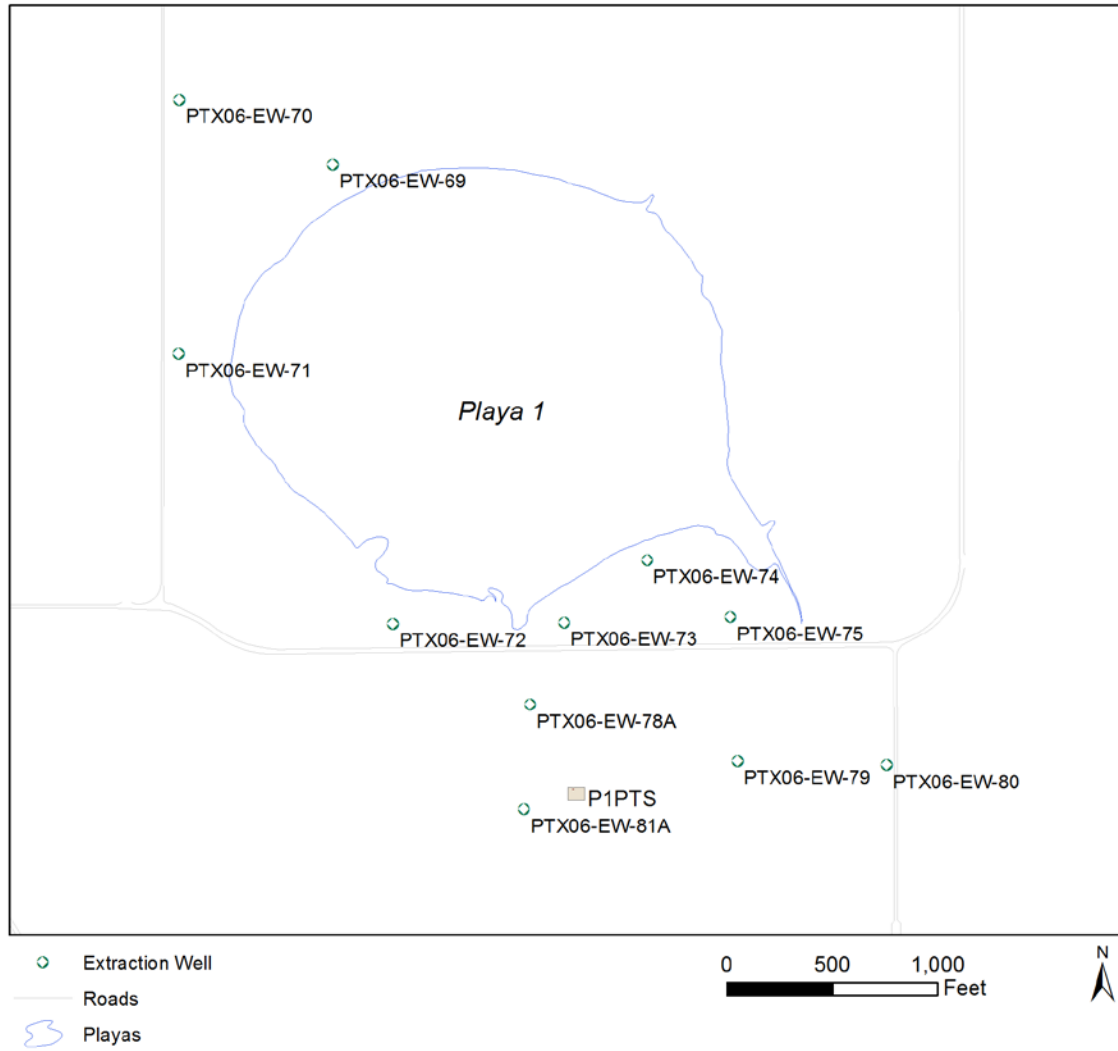 PTX06-EW-70
PTX06-EW-69
PTX06-EW-71
Playa 1
PTX06-EW-74
PTX06-EW-72
PTX06-EW-73
PTX06-EW-75
PTX06-EW-78A
PTX06-EW-79
PTX06-EW-80
P1PTS
PTX06-EW-81A
Extraction Well
Roads
Playas
0 500 1,000
Feet
N